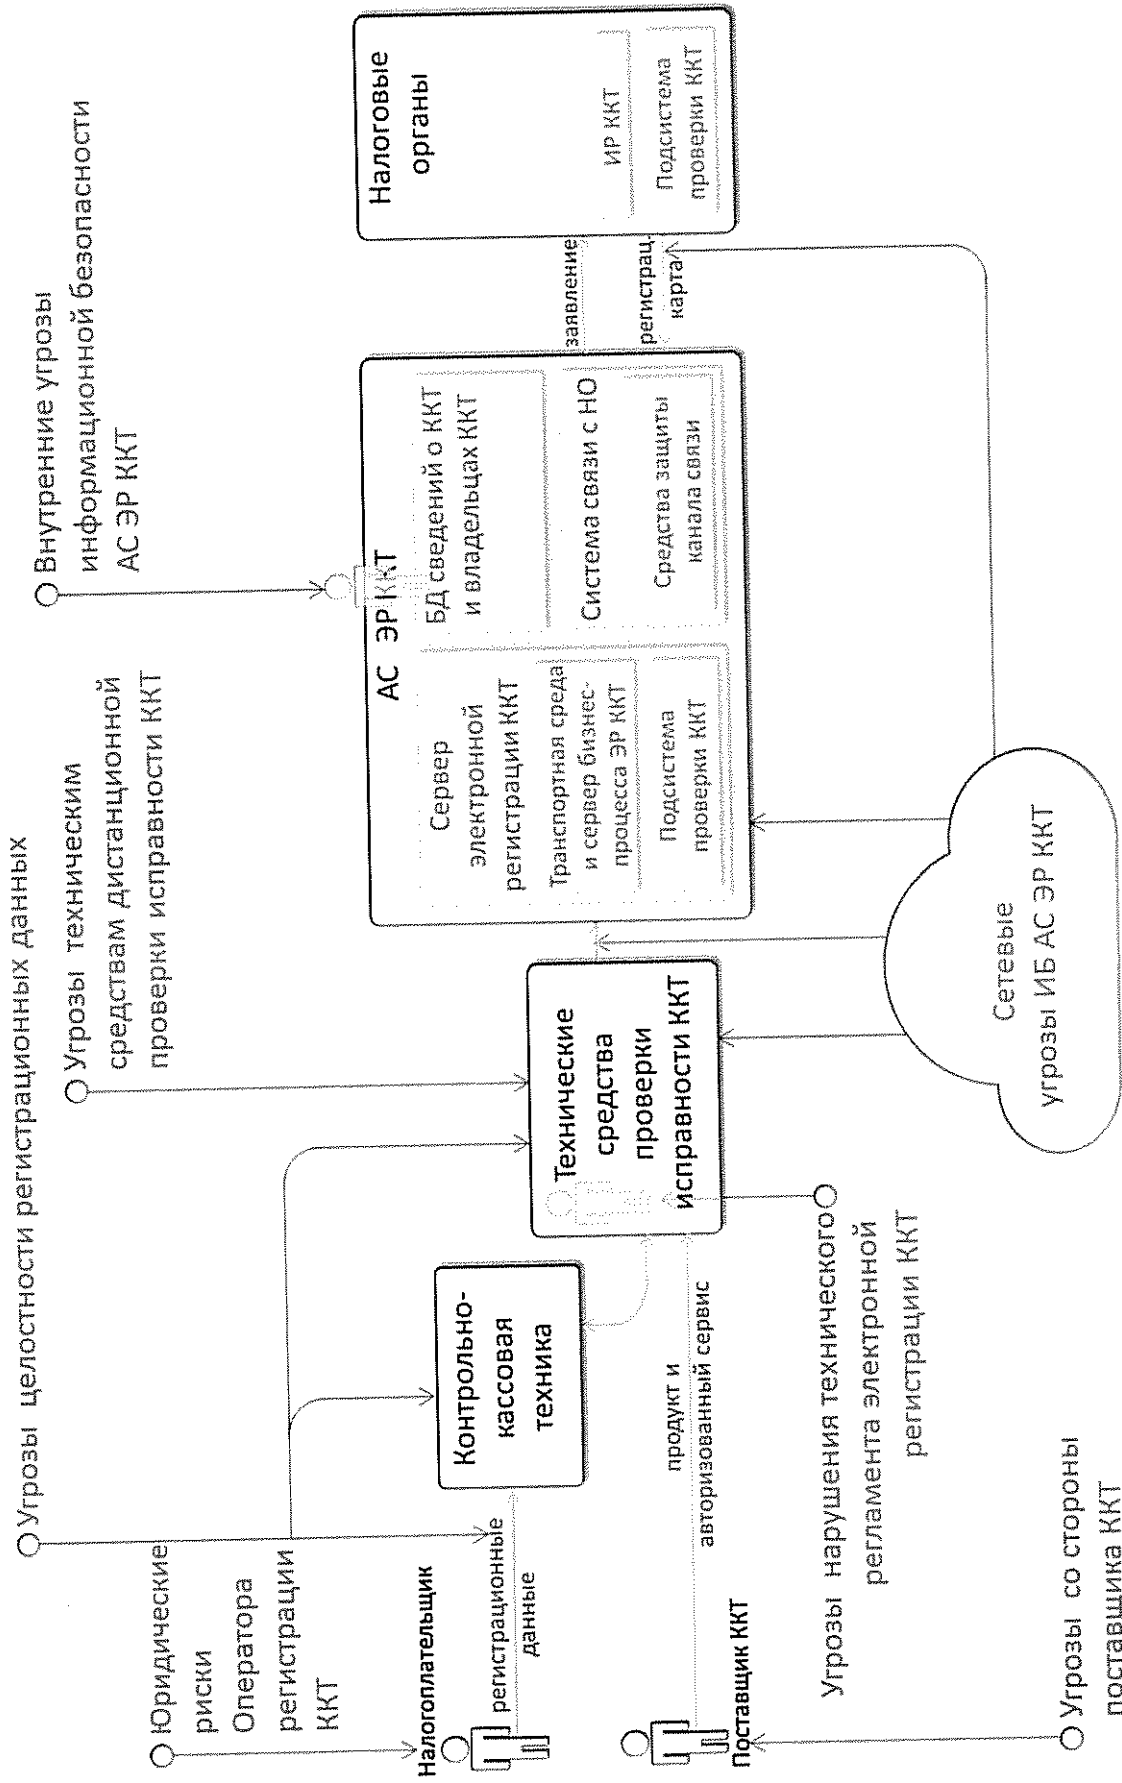 Угрозы целостности регистрационных данных
Угрозы техническим
средствам дистанционной
проверки исправности ККТ
Внутренние угрозы
информационной безопасности
АС ЭР ККТ
Юридические
риски
Оператора
регистрации
ККТ
Налогоплательщик
регистрационные
данные
Контрольно-
кассовая
техника
Поставщик ККТ
продукт и
авторизованный сервис
Технические
средства
проверки
исправности ККТ
АС ЭР ККТ
Сервер
электронной
регистрации ККТ
Транспортная среда
и сервер бизнес-
процесса ЭР ККТ
Подсистема
проверки ККТ
БД сведений о ККТ
и владельцах ККТ
Система связи с НО
Средства защиты
канала связи
заявление
регистрац.
карта
Налоговые
органы
ИР ККТ
Подсистема
проверки ККТ
Угрозы нарушения технического
регламента электронной
регистрации ККТ
Угрозы со стороны
поставщика ККТ
Сетевые
угрозы ИБ АС ЭР ККТ